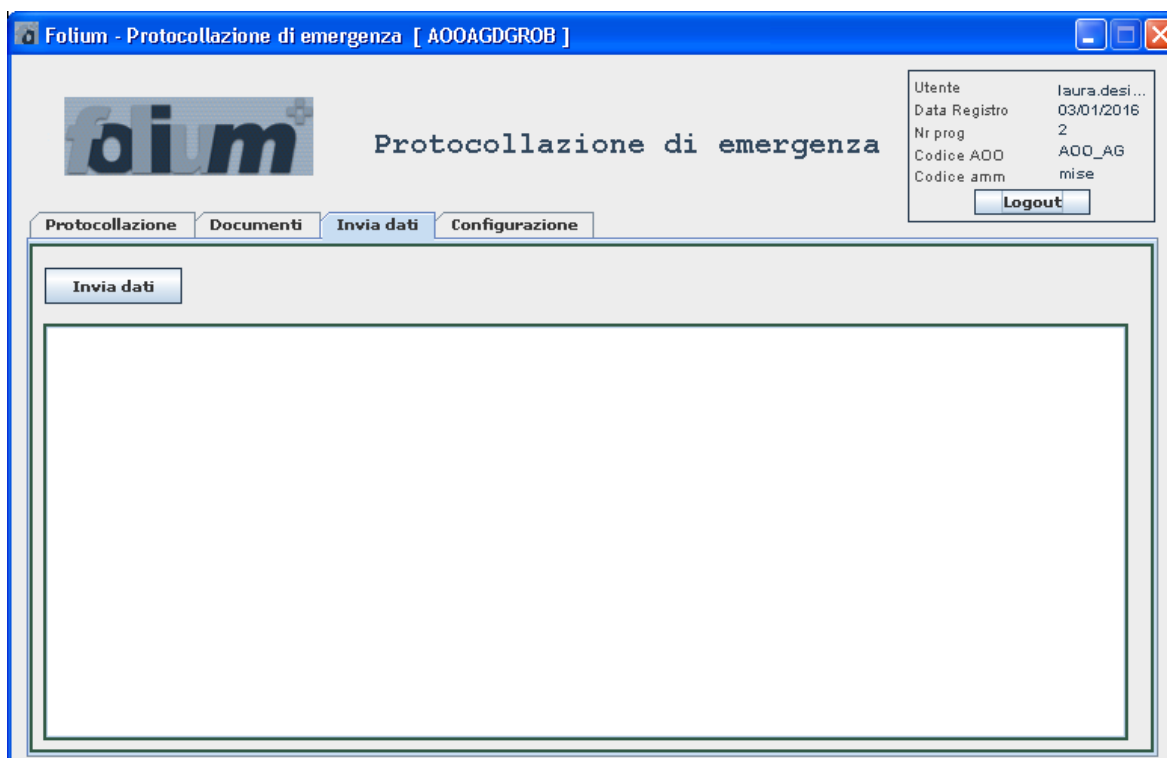 Folium - Protocollazione di emergenza [ AOOAGDGROB ]
folium+
Protocollazione di emergenza
Utente laura.desi...
Data Registro 03/01/2016
Nr prog 2
Codice AOO AOO_AG
Codice amm mise
Logout
Protocollazione Documenti Invia dati Configurazione
Invia dati